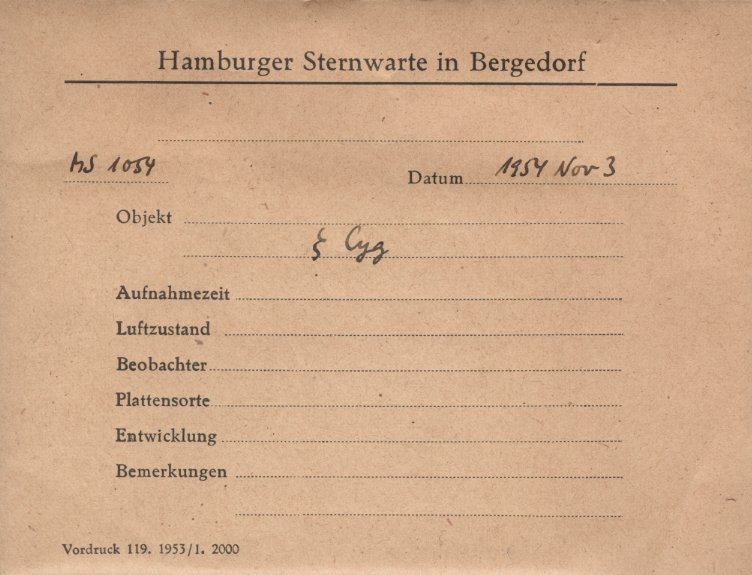 Hamburger Sternwarte in Bergedorf
MS 1054 Datum 1954 Nov 3
Objekt
ξ Cyg
Aufnahmezeit
Luftzustand
Beobachter
Plattensorte
Entwicklung
Bemerkungen
Vordruck 119. 1953/1. 2000